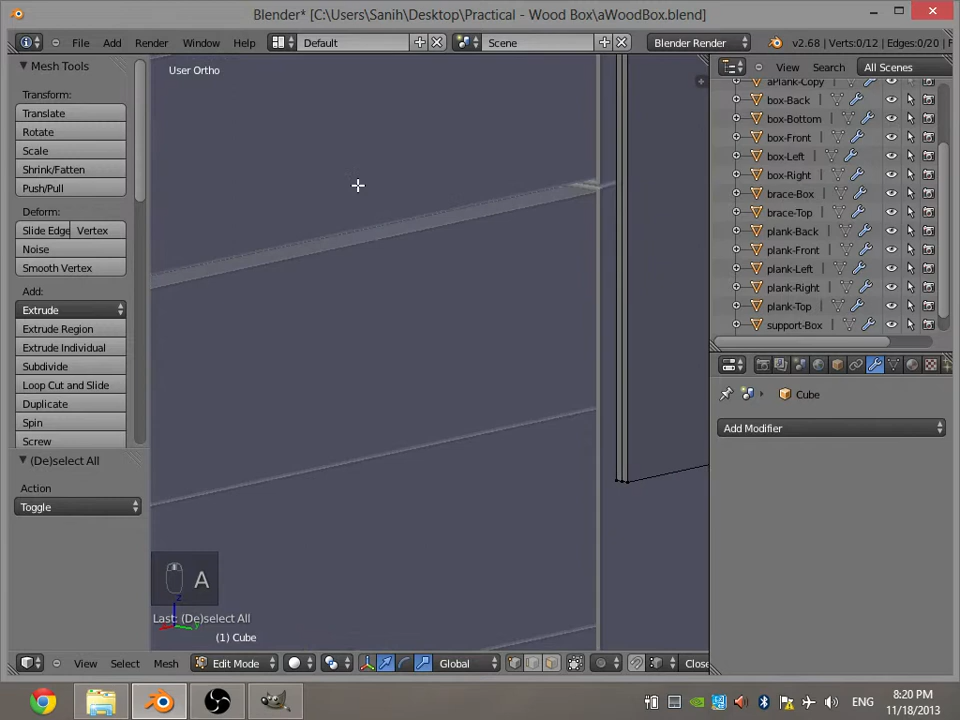 Blender* [C:\Users\Sanih\Desktop\Practical - Wood Box\aWoodBox.blend]
File Add Render Window Help Default Scene Blender Render v2.68 | Verts:0/12 | Edges:0/20 | F
Mesh Tools
Transform:
Translate
Rotate
Scale
Shrink/Fatten
Push/Pull
Deform:
Slide Edge Vertex
Noise
Smooth Vertex
Add:
Extrude
Extrude Region
Extrude Individual
Subdivide
Loop Cut and Slide
Duplicate
Spin
Screw
(De)select All
Action
Toggle
User Ortho
A
Last: (De)select All
(1) Cube
View Select Mesh Edit Mode Global Close
View Search All Scenes
aPlank-Copy
box-Back
box-Bottom
box-Front
box-Left
box-Right
brace-Box
brace-Top
plank-Back
plank-Front
plank-Left
plank-Right
plank-Top
support-Box
Cube
Add Modifier
ENG
8:20 PM
11/18/2013